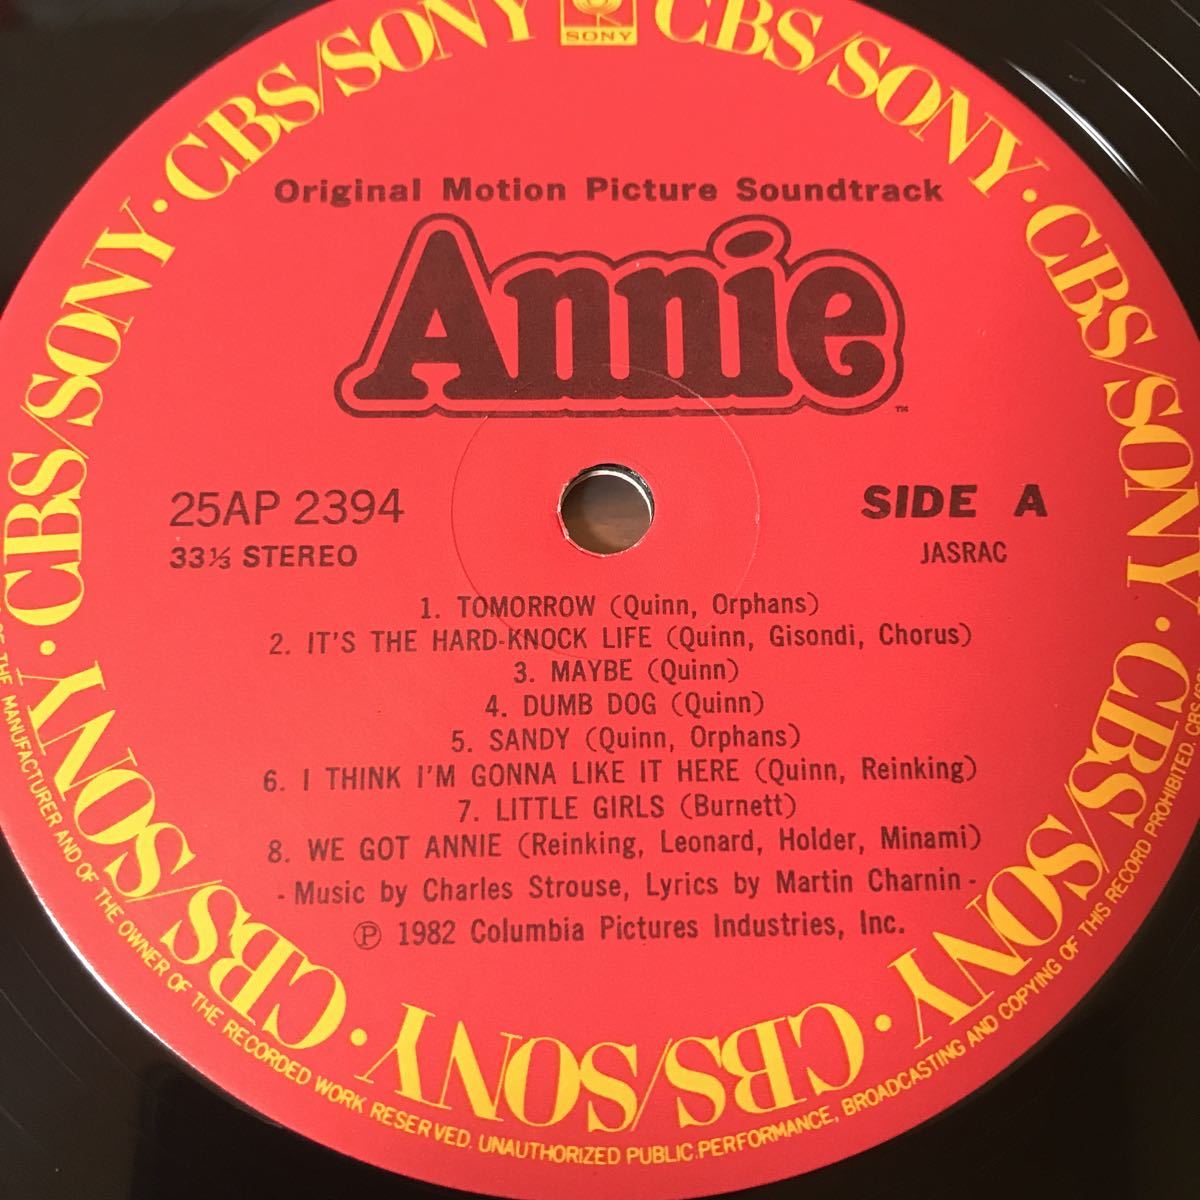 CBS/SONY · CBS/SONY · CBS/SONY · CBS/SONY · CBS/SONY · CBS/SONY · CBS/SONY · CBS/SONY
SONY
Original Motion Picture Soundtrack
Annie
TM
25AP 2394
SIDE A
33⅓ STEREO
JASRAC
1. TOMORROW (Quinn, Orphans)
2. IT'S THE HARD-KNOCK LIFE (Quinn, Gisondi, Chorus)
3. MAYBE (Quinn)
4. DUMB DOG (Quinn)
5. SANDY (Quinn, Orphans)
6. I THINK I'M GONNA LIKE IT HERE (Quinn, Reinking)
7. LITTLE GIRLS (Burnett)
8. WE GOT ANNIE (Reinking, Leonard, Holder, Minami)
- Music by Charles Strouse, Lyrics by Martin Charnin -
Ⓟ 1982 Columbia Pictures Industries, Inc.
OF THE MANUFACTURER AND OF THE OWNER OF THE RECORDED WORK RESERVED. UNAUTHORIZED PUBLIC PERFORMANCE, BROADCASTING AND COPYING OF THIS RECORD PROHIBITED. CBS